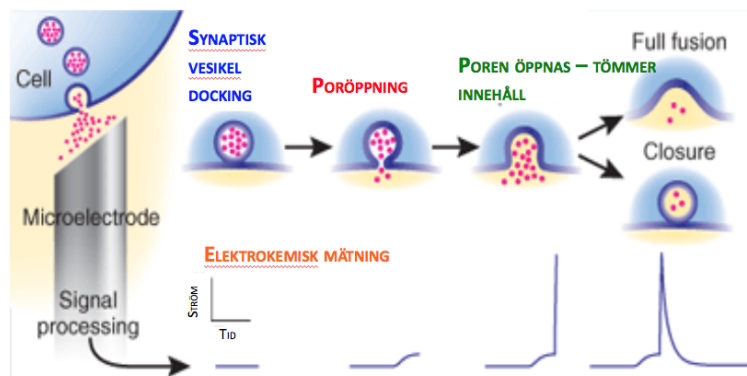 Cell
Microelectrode
Signal
processing
SYNAPTISK
VESIKEL
DOCKING
PORÖPPNING
POREN ÖPPNAS – TÖMMER
INNEHÅLL
Full fusion
Closure
ELEKTROKEMISK MÄTNING
STRÖM
TID